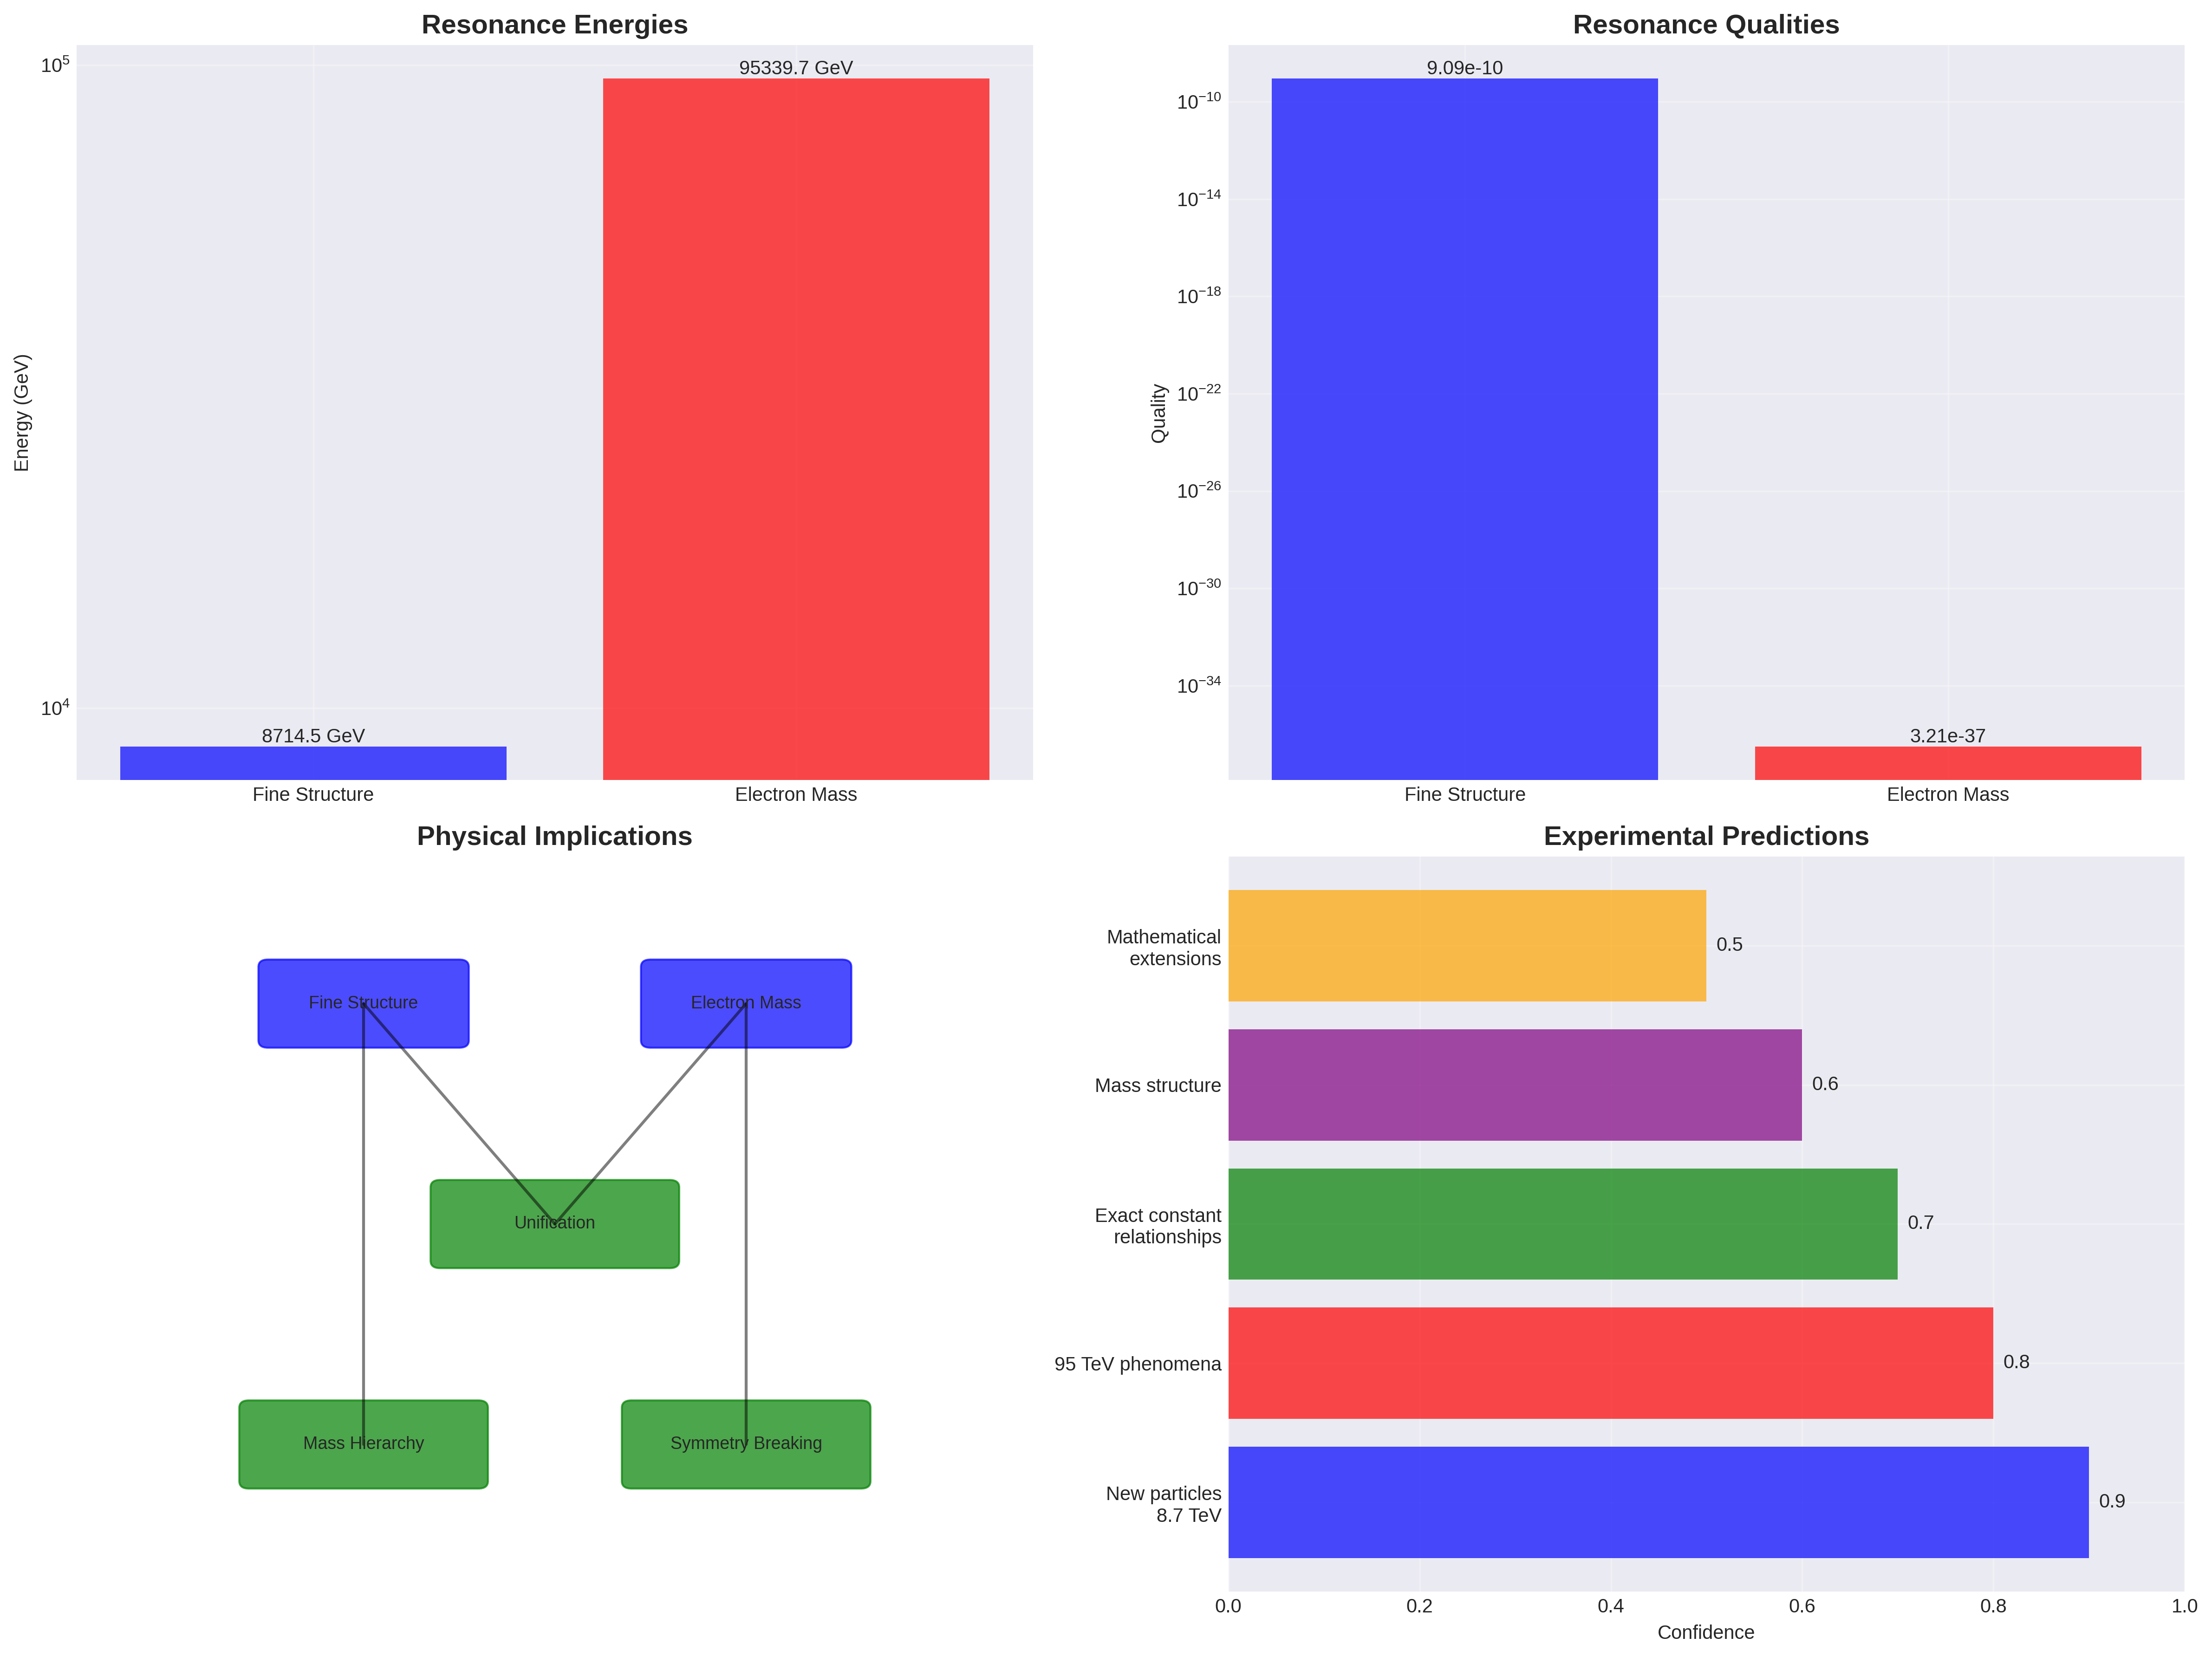 Resonance Energies
Energy (GeV)
10⁵
10⁴
8714.5 GeV
95339.7 GeV
Fine Structure
Electron Mass
Resonance Qualities
Quality
10⁻¹⁰
10⁻¹⁴
10⁻¹⁸
10⁻²²
10⁻²⁶
10⁻³⁰
10⁻³⁴
9.09e-10
3.21e-37
Fine Structure
Electron Mass
Physical Implications
Fine Structure
Electron Mass
Unification
Mass Hierarchy
Symmetry Breaking
Experimental Predictions
Mathematical
extensions
0.5
Mass structure
0.6
Exact constant
relationships
0.7
95 TeV phenomena
0.8
New particles
8.7 TeV
0.9
0.0
0.2
0.4
0.6
0.8
1.0
Confidence